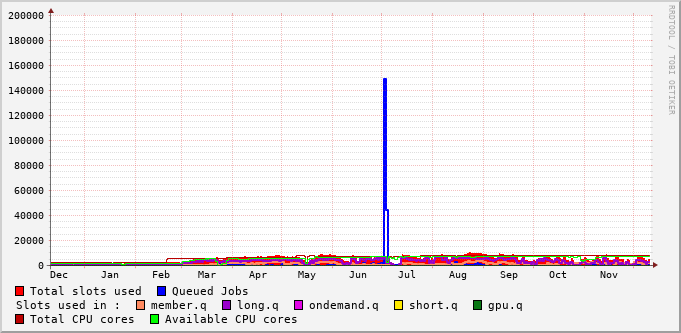 200000
180000
160000
140000
120000
100000
80000
60000
40000
20000
0
Dec Jan Feb Mar Apr May Jun Jul Aug Sep Oct Nov
Total slots used Queued Jobs
Slots used in : member.q long.q ondemand.q short.q gpu.q
Total CPU cores Available CPU cores
RRDTOOL / TOBI OETIKER